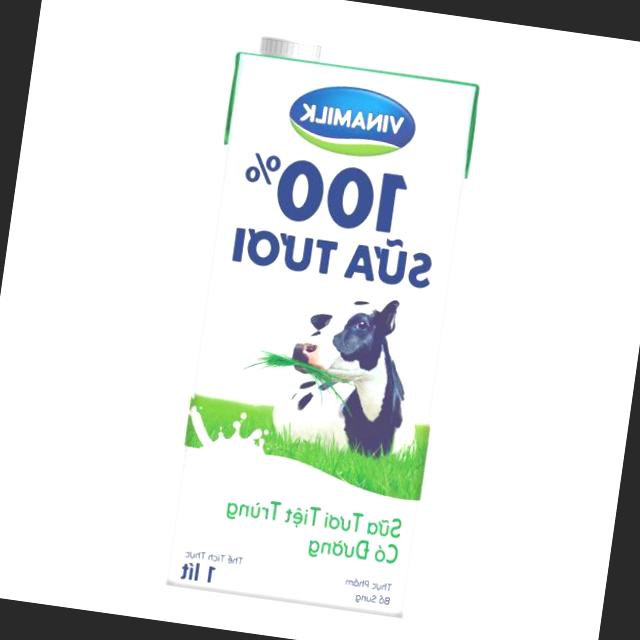 VINAMILK
100%
SỮA TƯƠI
Sữa Tươi Tiệt Trùng
Có Đường
Thực Phẩm
Bổ Sung
Thể Tích Thực
1 lít